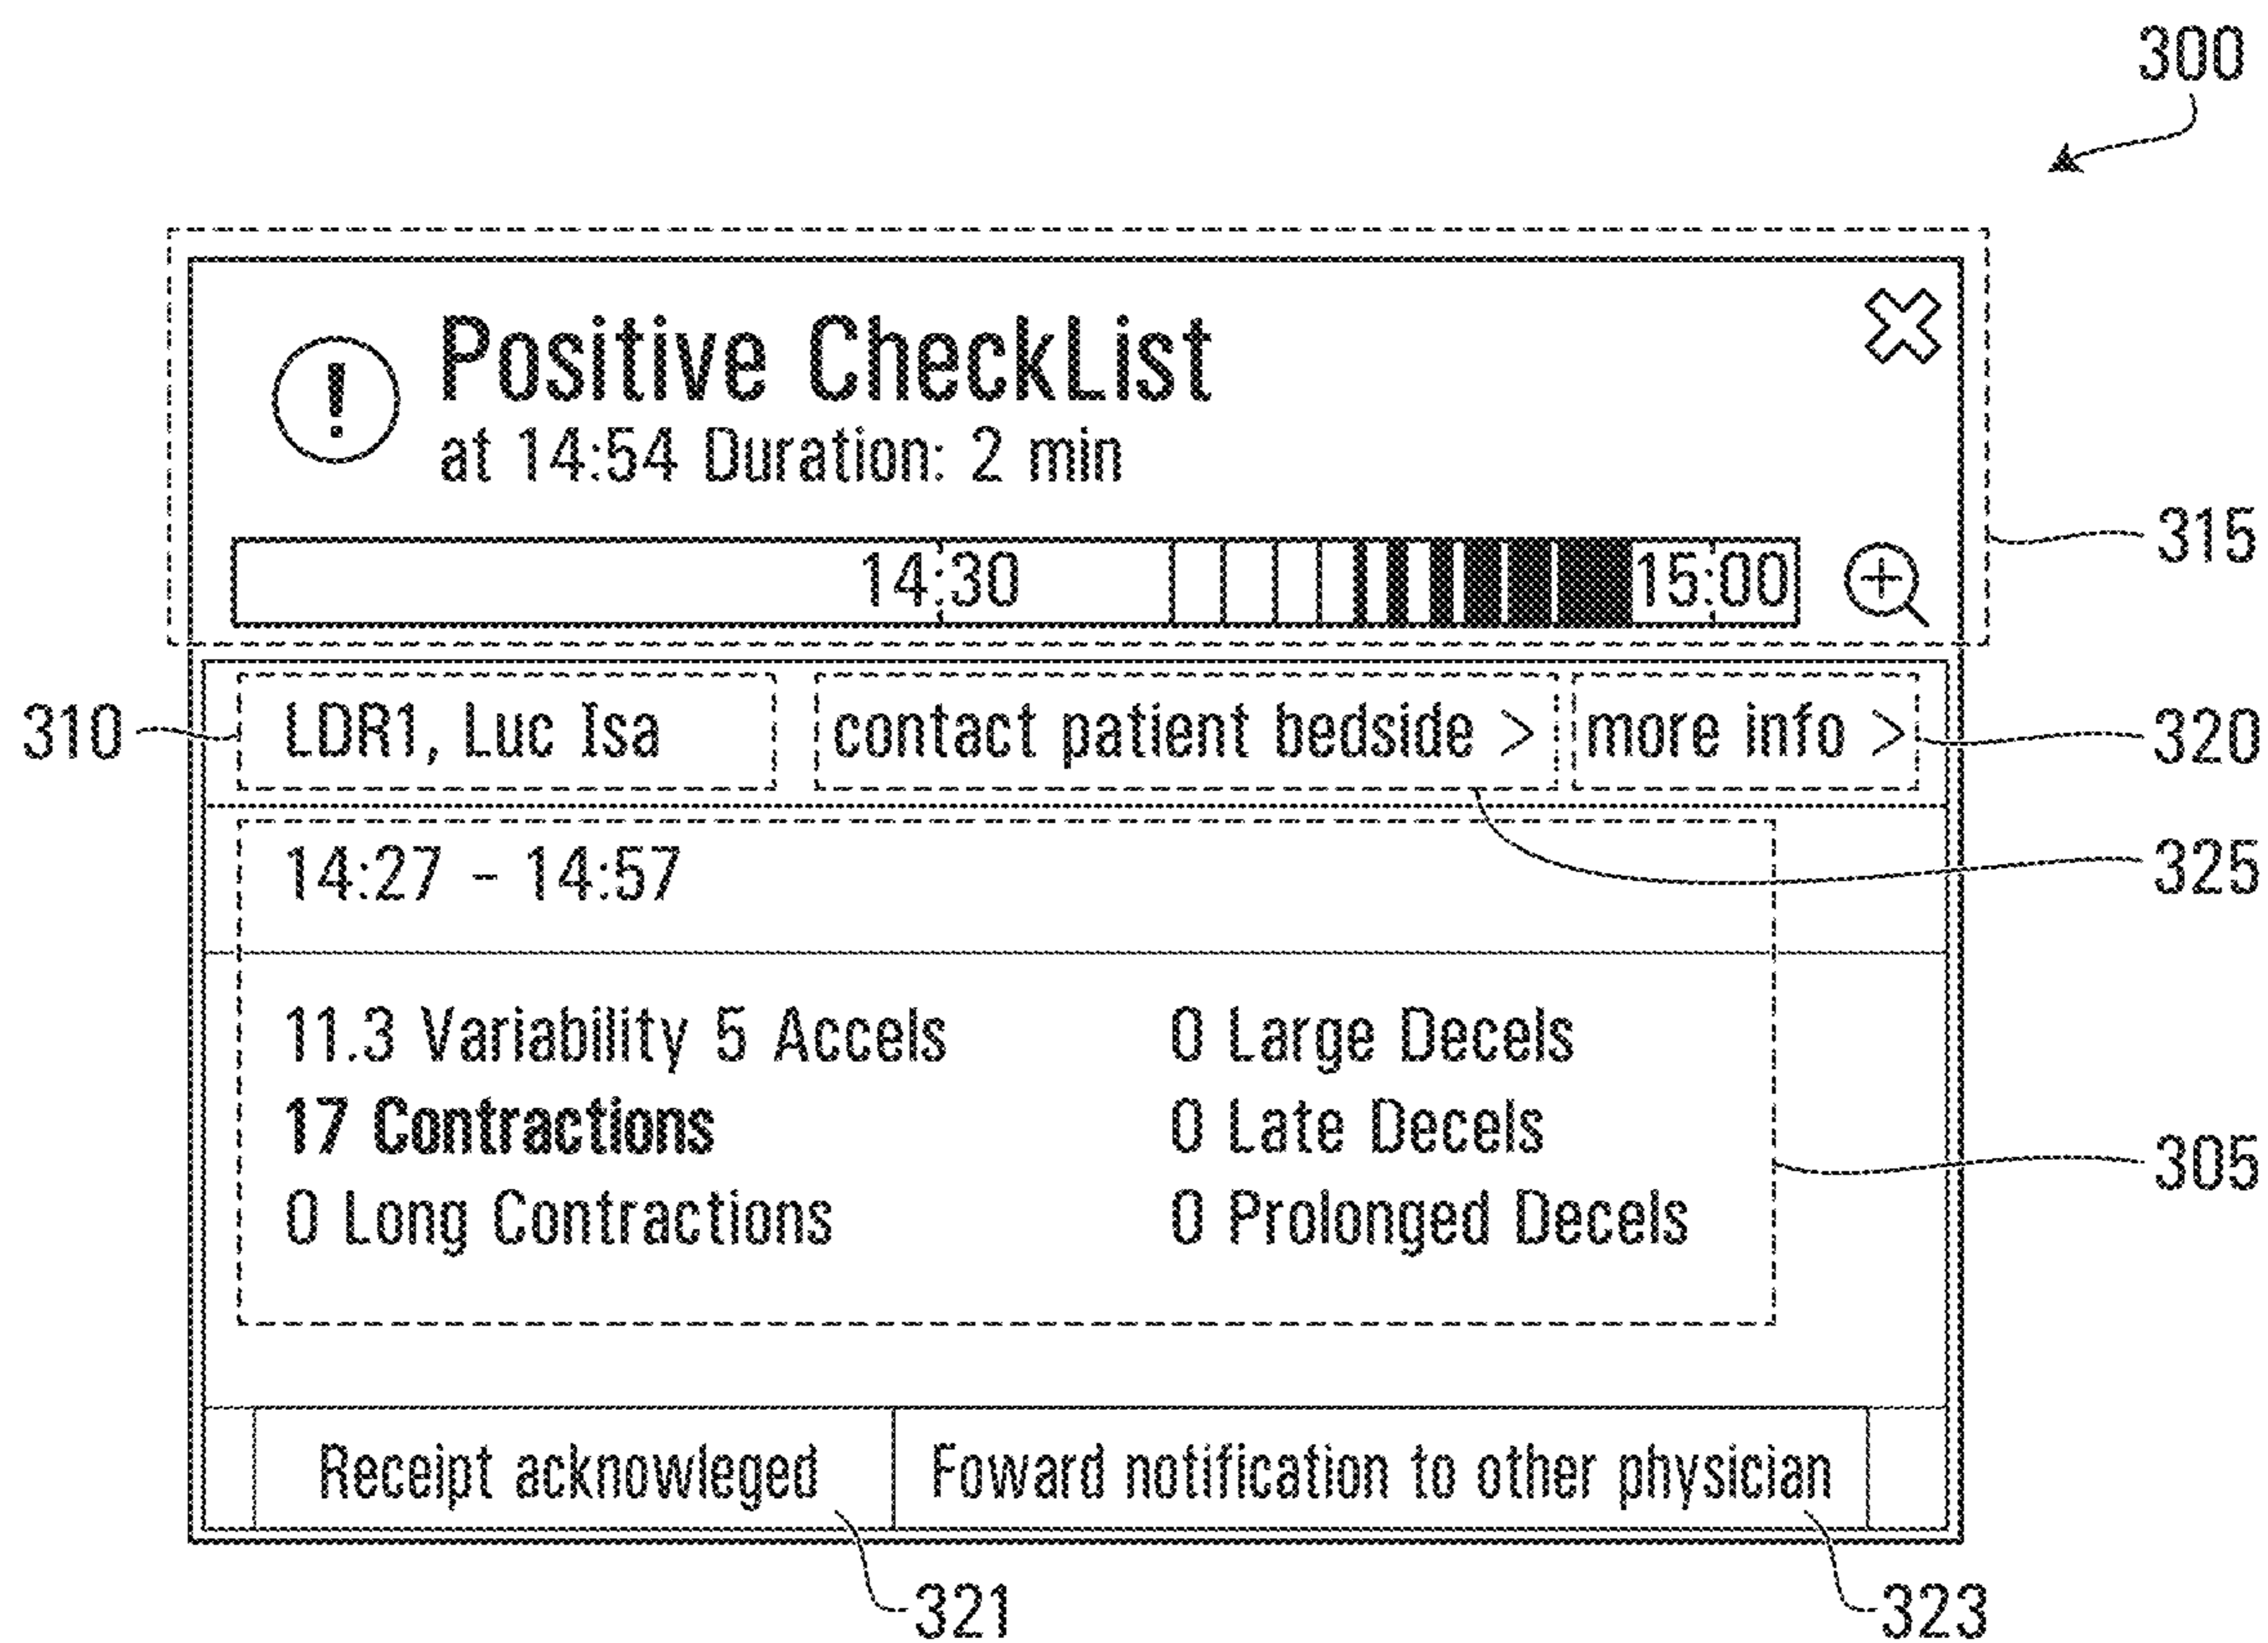 300
! Positive CheckList
at 14:54 Duration: 2 min
14:30 15:00
315
310 LDR1, Luc Isa contact patient bedside > more info > 320
14:27 - 14:57
325
11.3 Variability 5 Accels 0 Large Decels
17 Contractions 0 Late Decels
305
0 Long Contractions 0 Prolonged Decels
Receipt acknowleged Foward notification to other physician
321 323